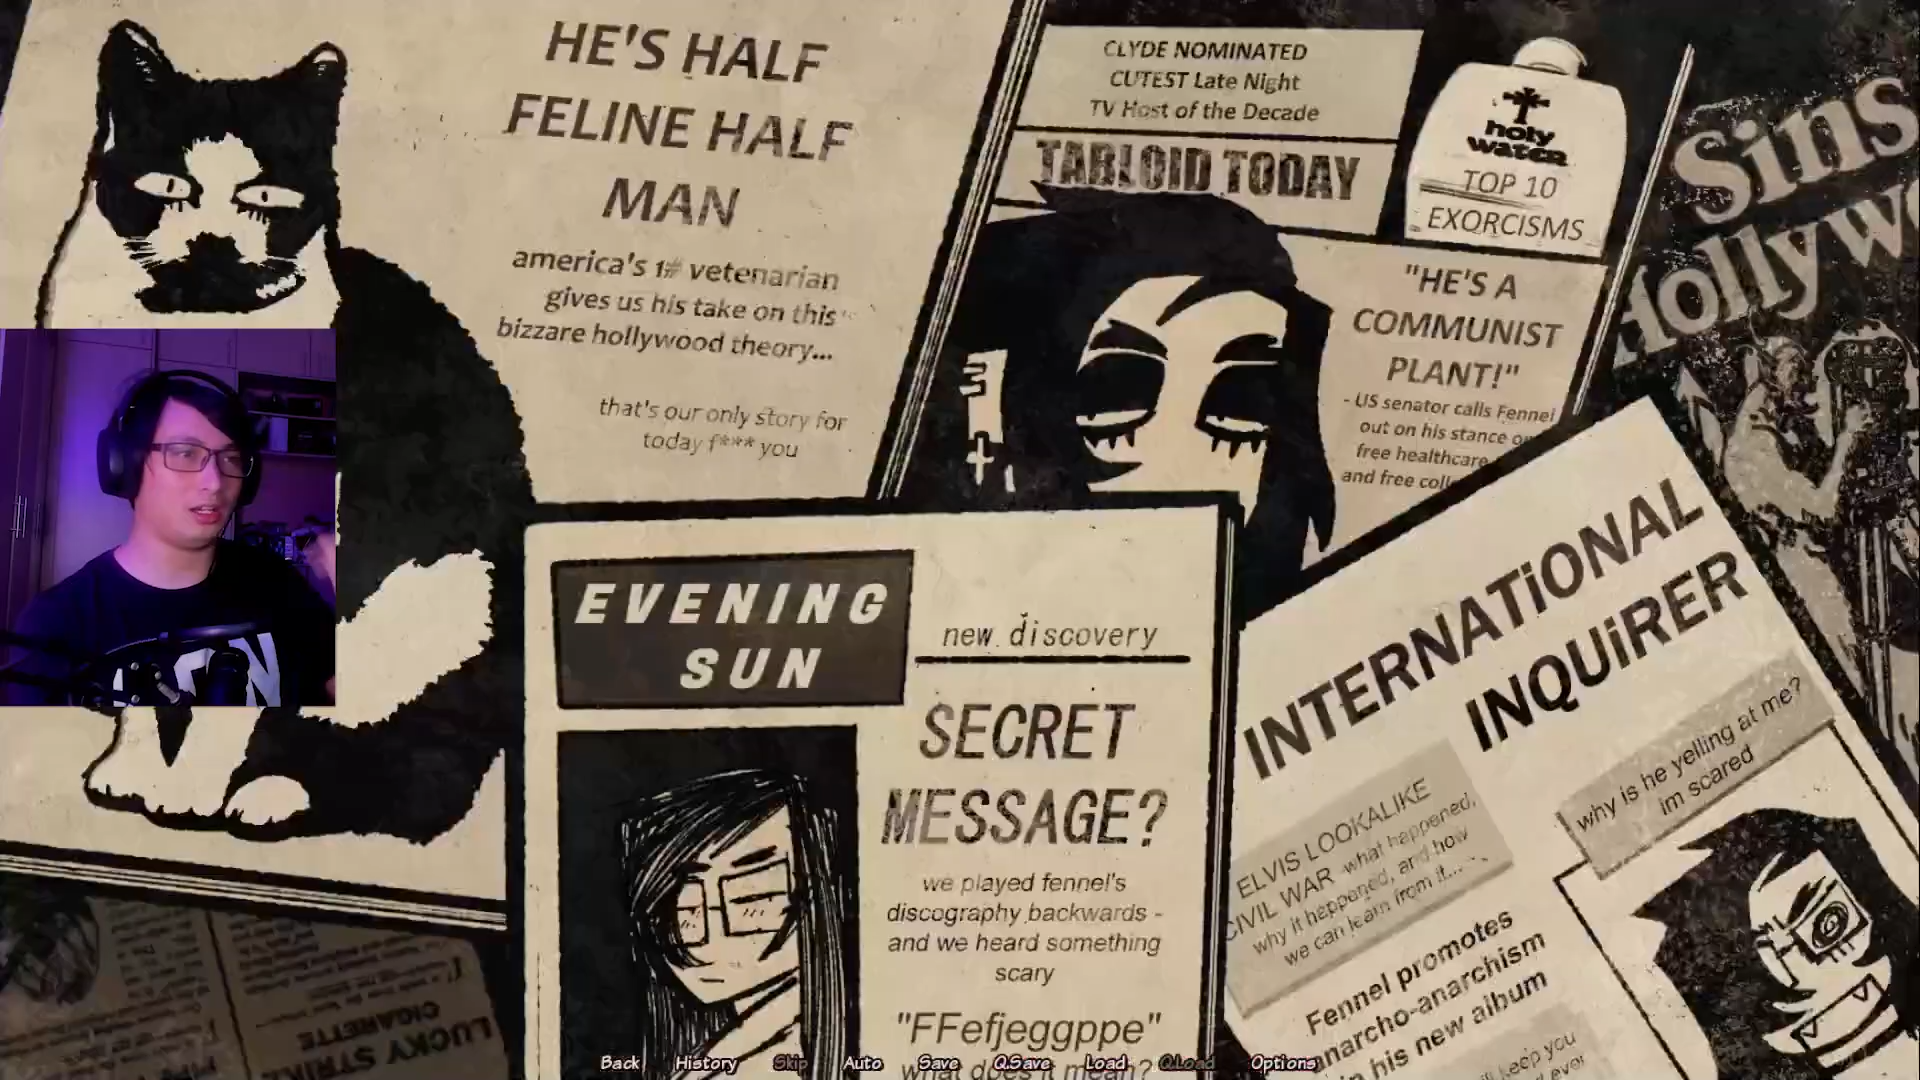 HE'S HALF
FELINE HALF
MAN
america's 1# vetenarian
gives us his take on this
bizzare hollywood theory...
that's our only story for
today f*** you
CLYDE NOMINATED
CUTEST Late Night
TV Host of the Decade
TABLOID TODAY
holy
water
TOP 10
EXORCISMS
"HE'S A
COMMUNIST
PLANT!"
- US senator calls Fennel
out on his stance
free healthcare
and free
Sins
EVENING
SUN
new discovery
SECRET
MESSAGE?
we played fennel's
discography backwards -
and we heard something
scary
"FFefjeggppe"
what does it mean?
INTERNATiONAL
INQUiRER
why is he yelling at me?
im scared
ELVIS LOOKALIKE
CIVIL WAR -what happened,
why it happened, and how
we can learn from it....
Fennel promotes
anarcho-anarchism
in his new album
keep you
LUCKY STRIKE
CIGARETTE
Back
History
Skip
Auto
Save
Q.Save
Load
Q.Load
Options